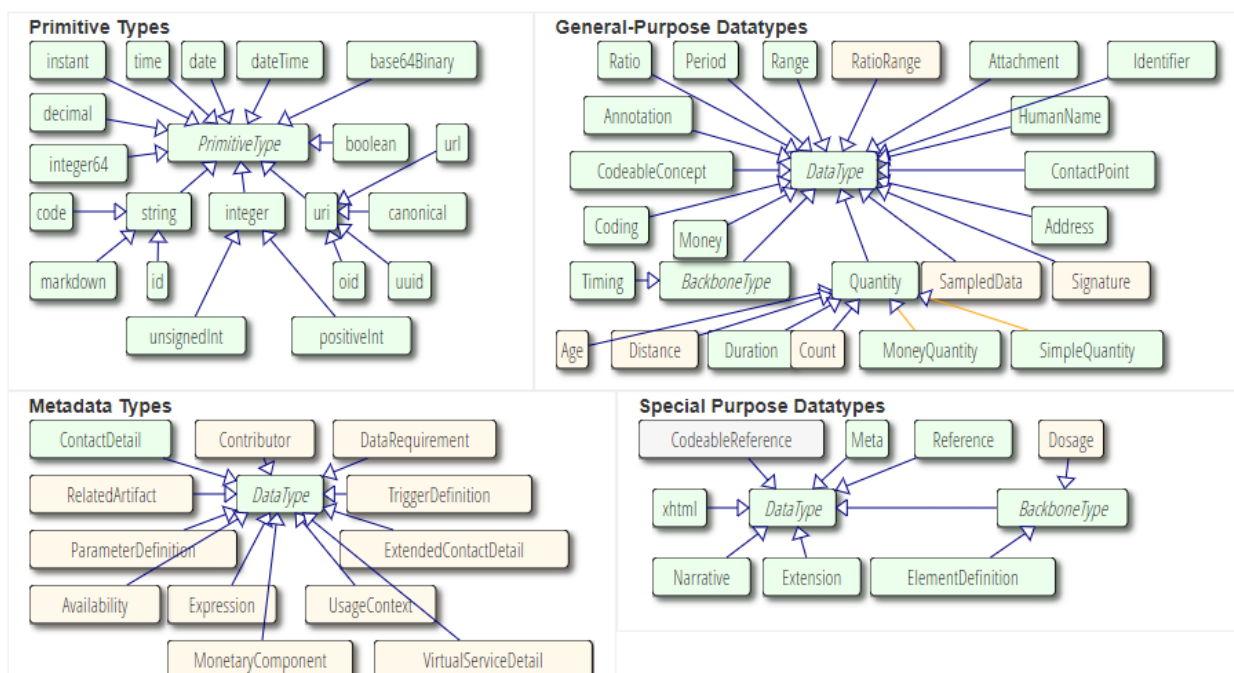 Primitive Types
instant time date dateTime base64Binary
decimal
PrimitiveType boolean url
integer64
code string integer uri canonical
markdown id oid uuid
unsignedInt positiveInt
General-Purpose Datatypes
Ratio Period Range RatioRange Attachment Identifier
Annotation HumanName
CodeableConcept DataType ContactPoint
Coding Money Address
Timing BackboneType Quantity SampledData Signature
Age Distance Duration Count MoneyQuantity SimpleQuantity
Metadata Types
ContactDetail Contributor DataRequirement
RelatedArtifact DataType TriggerDefinition
ParameterDefinition ExtendedContactDetail
Availability Expression UsageContext
MonetaryComponent VirtualServiceDetail
Special Purpose Datatypes
CodeableReference Meta Reference Dosage
xhtml DataType BackboneType
Narrative Extension ElementDefinition